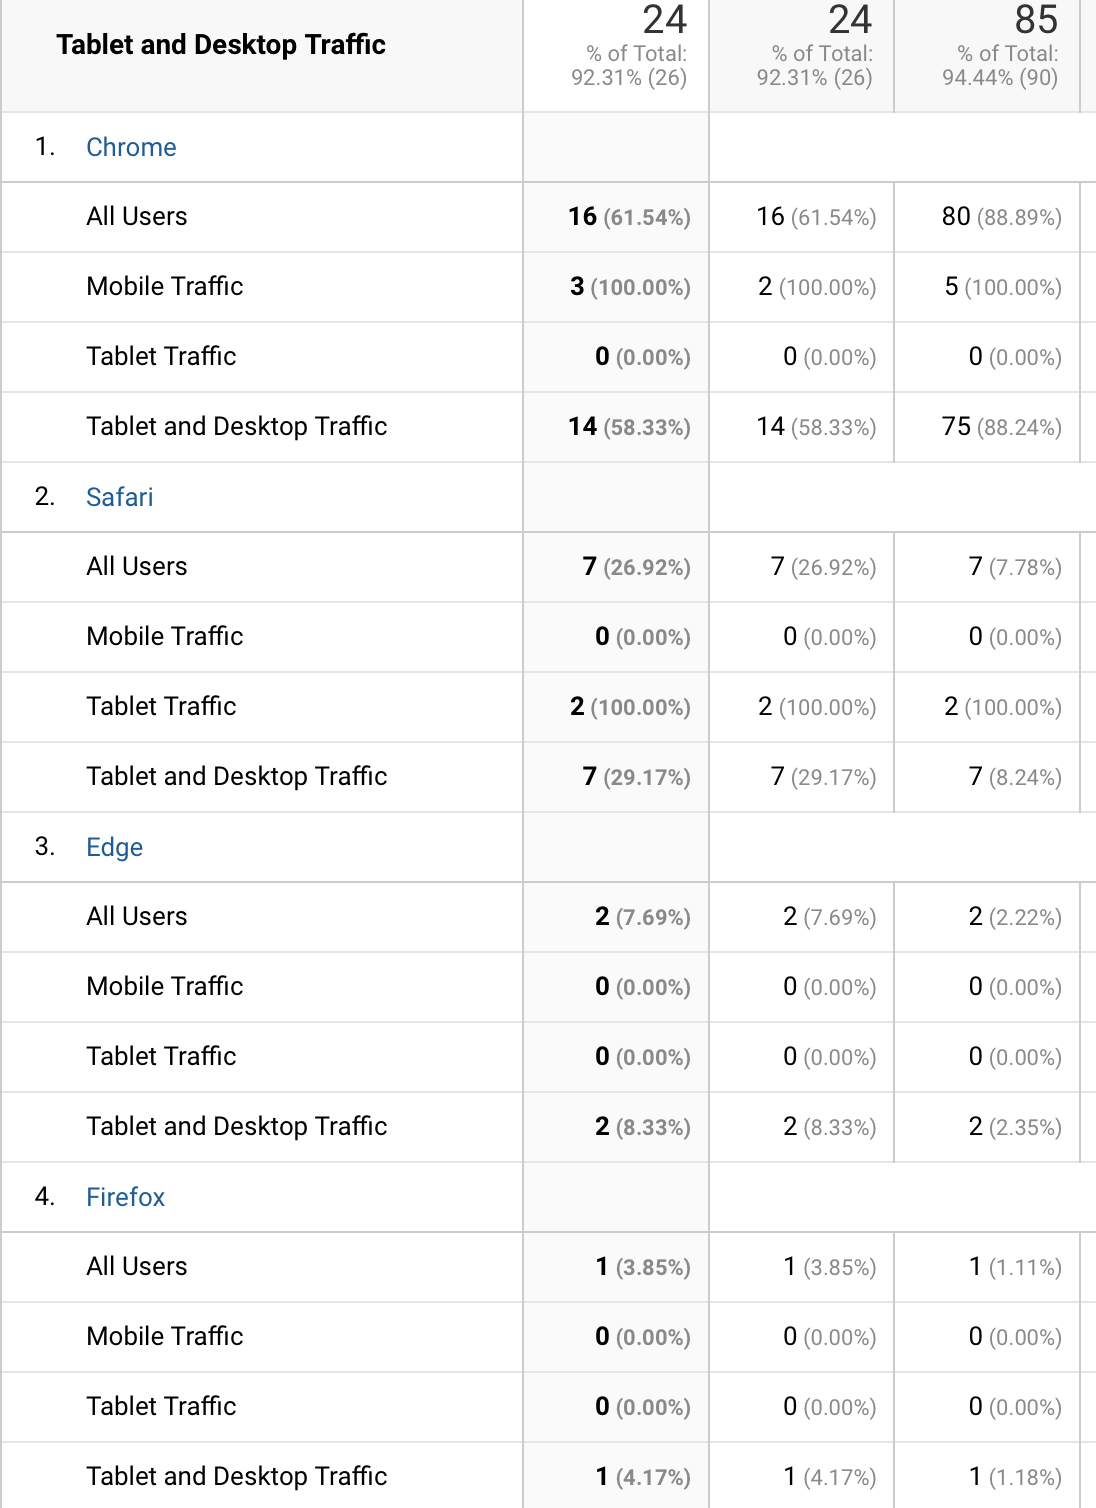 Tablet and Desktop Traffic 24 24 85
% of Total: % of Total: % of Total:
92.31% (26) 92.31% (26) 94.44% (90)
1. Chrome
All Users 16 (61.54%) 16 (61.54%) 80 (88.89%)
Mobile Traffic 3 (100.00%) 2 (100.00%) 5 (100.00%)
Tablet Traffic 0 (0.00%) 0 (0.00%) 0 (0.00%)
Tablet and Desktop Traffic 14 (58.33%) 14 (58.33%) 75 (88.24%)
2. Safari
All Users 7 (26.92%) 7 (26.92%) 7 (7.78%)
Mobile Traffic 0 (0.00%) 0 (0.00%) 0 (0.00%)
Tablet Traffic 2 (100.00%) 2 (100.00%) 2 (100.00%)
Tablet and Desktop Traffic 7 (29.17%) 7 (29.17%) 7 (8.24%)
3. Edge
All Users 2 (7.69%) 2 (7.69%) 2 (2.22%)
Mobile Traffic 0 (0.00%) 0 (0.00%) 0 (0.00%)
Tablet Traffic 0 (0.00%) 0 (0.00%) 0 (0.00%)
Tablet and Desktop Traffic 2 (8.33%) 2 (8.33%) 2 (2.35%)
4. Firefox
All Users 1 (3.85%) 1 (3.85%) 1 (1.11%)
Mobile Traffic 0 (0.00%) 0 (0.00%) 0 (0.00%)
Tablet Traffic 0 (0.00%) 0 (0.00%) 0 (0.00%)
Tablet and Desktop Traffic 1 (4.17%) 1 (4.17%) 1 (1.18%)